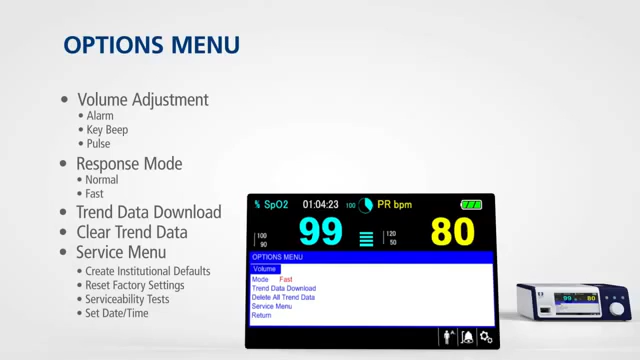 OPTIONS MENU
• Volume Adjustment
• Alarm
• Key Beep
• Pulse
• Response Mode
• Normal
• Fast
• Trend Data Download
• Clear Trend Data
• Service Menu
• Create Institutional Defaults
• Reset Factory Settings
• Serviceability Tests
• Set Date/Time
% SpO2 01:04:23 100 PR bpm
100
90
99
120
50
80
OPTIONS MENU
Volume
Mode Fast
Trend Data Download
Delete All Trend Data
Service Menu
Return
99 80